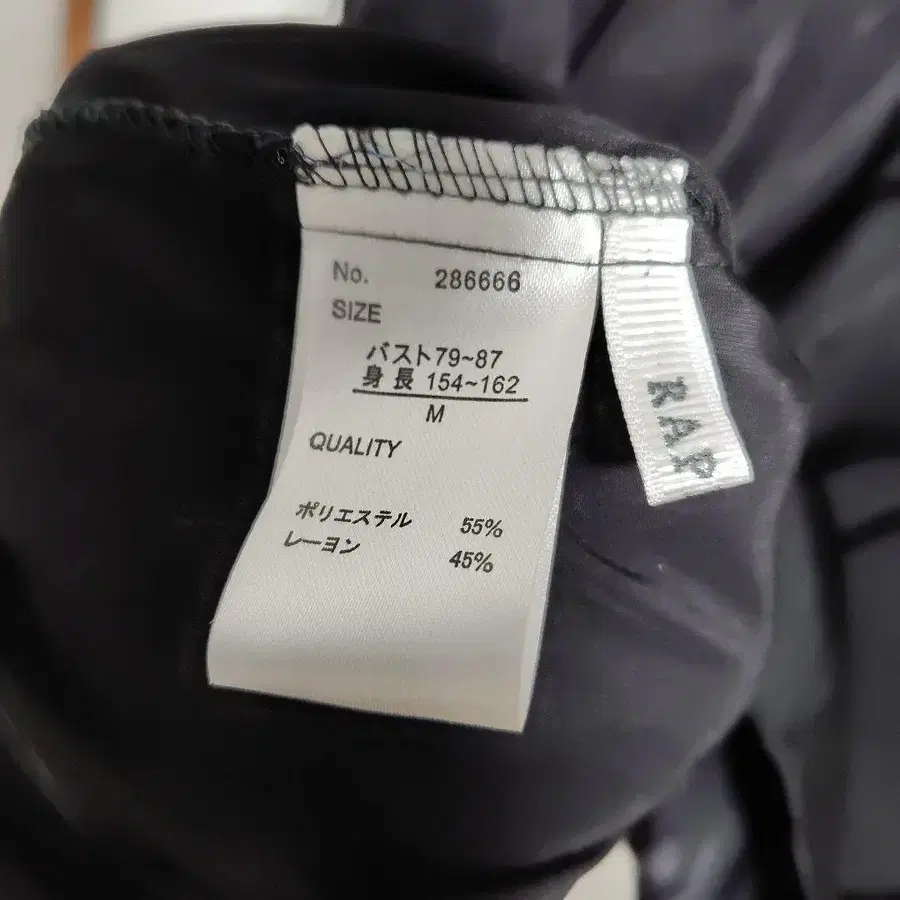 No. 286666
SIZE
バスト79~87
身長 154~162
M
QUALITY
ポリエステル 55%
レーヨン 45%
RAP